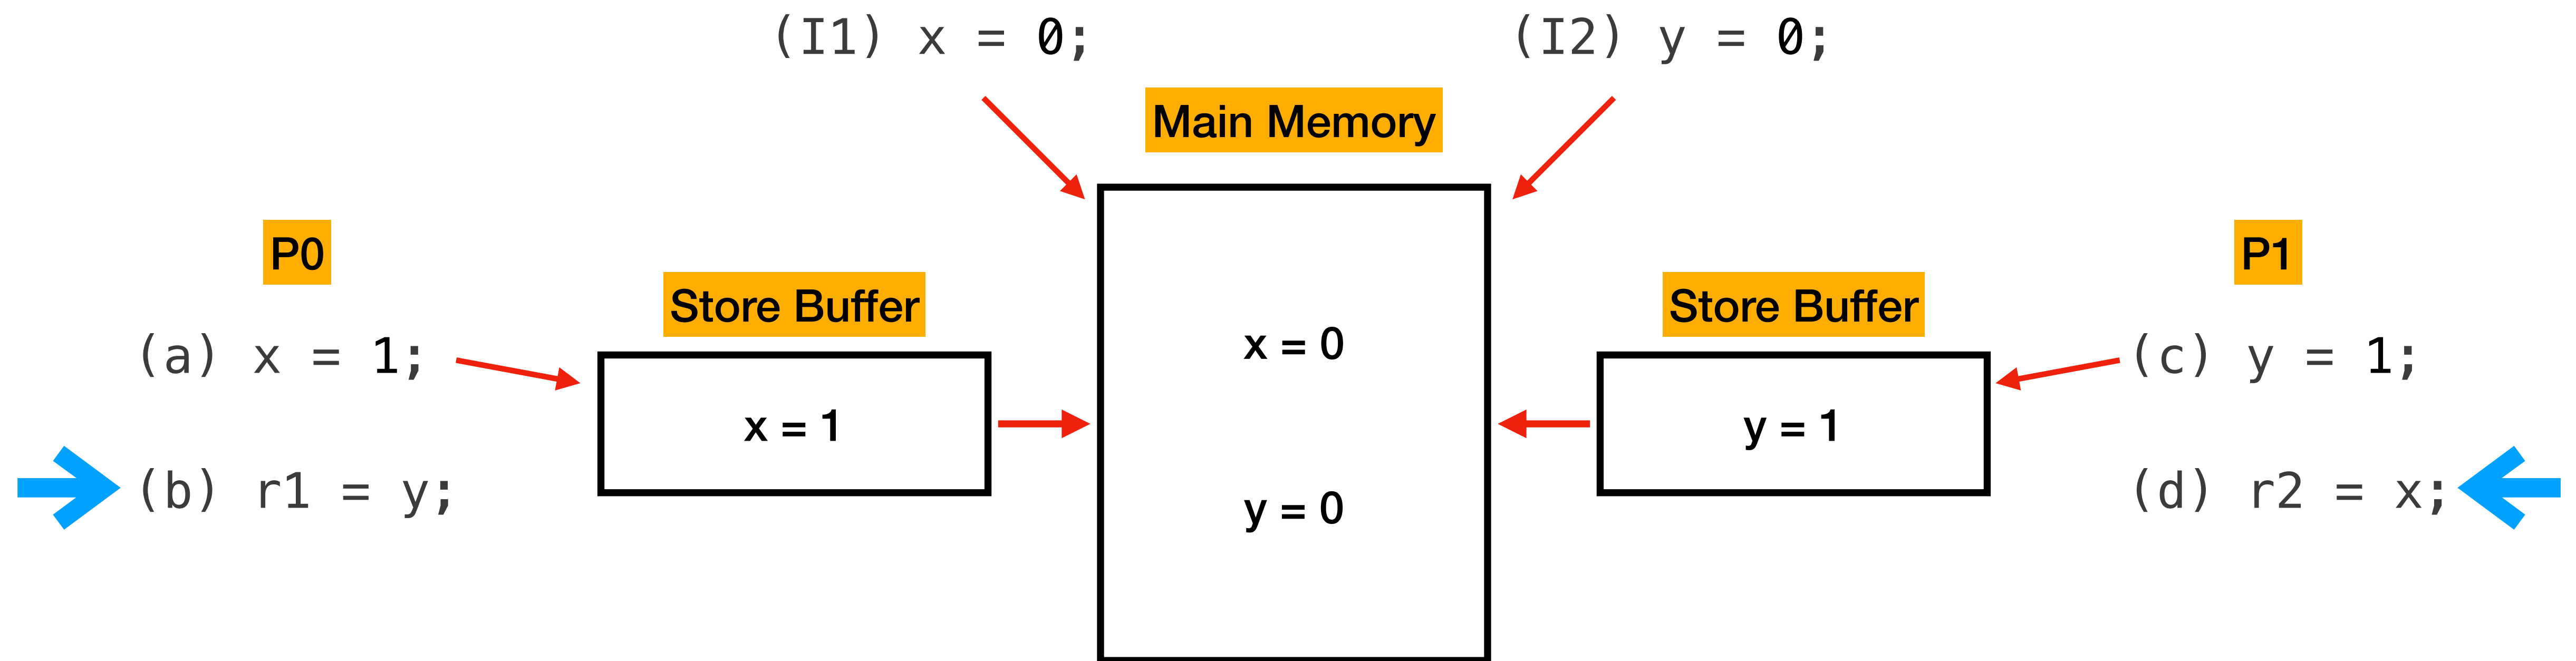 (I1) x = 0;
(I2) y = 0;
Main Memory
P0
P1
Store Buffer
Store Buffer
(a) x = 1;
x = 0
(c) y = 1;
x = 1
y = 1
(b) r1 = y;
y = 0
(d) r2 = x;